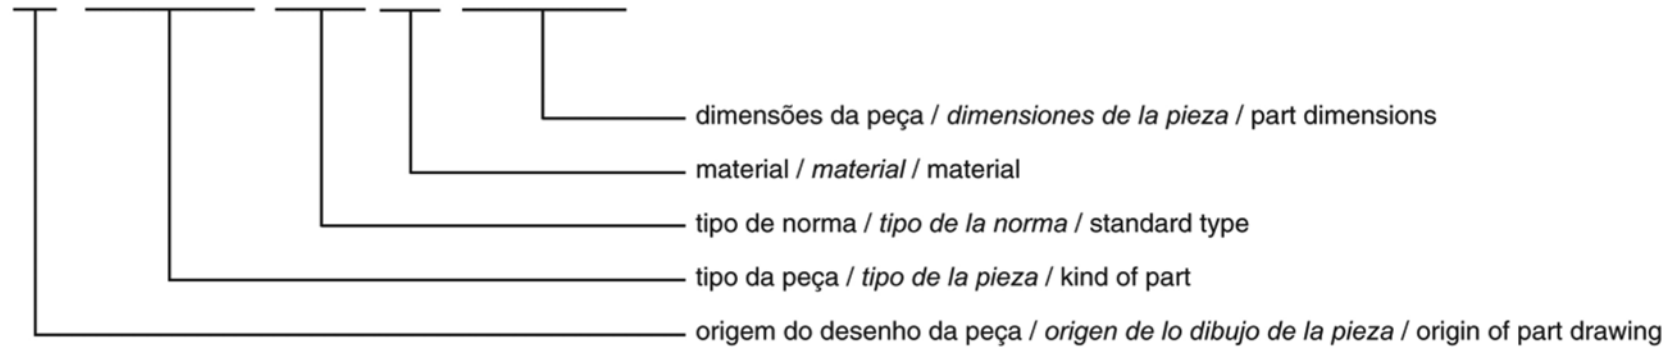 dimensões da peça / dimensiones de la pieza / part dimensions
material / material / material
tipo de norma / tipo de la norma / standard type
tipo da peça / tipo de la pieza / kind of part
origem do desenho da peça / origen de lo dibujo de la pieza / origin of part drawing